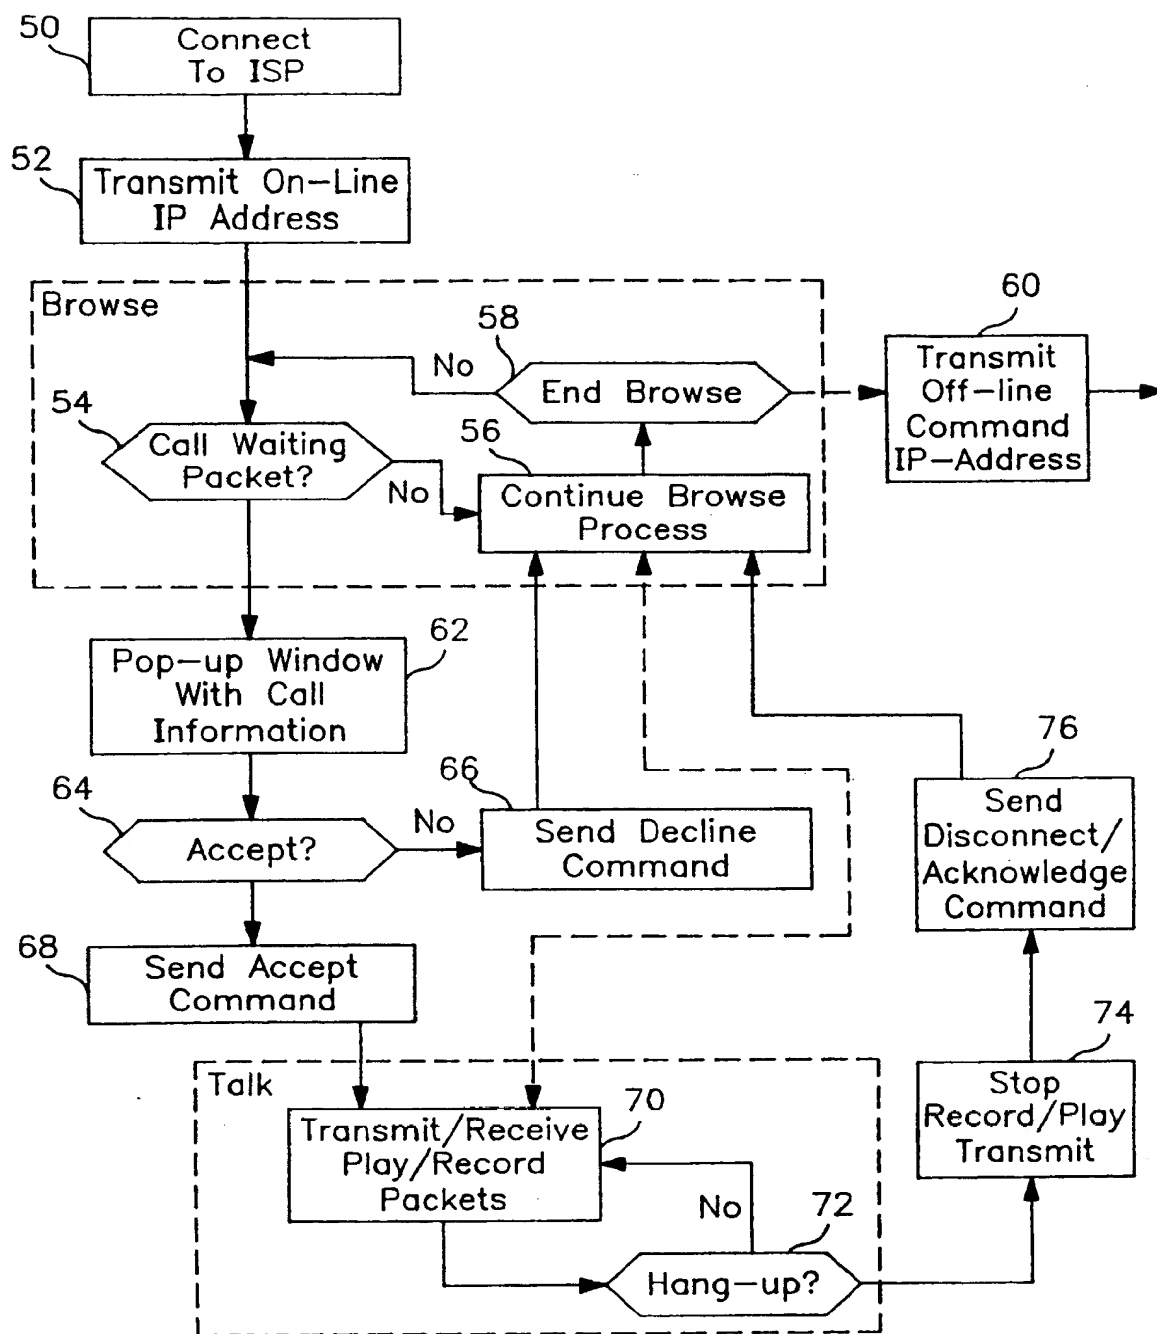 50
Connect
To ISP
52
Transmit On-Line
IP Address
Browse
58
No
End Browse
60
Transmit
Off-line
Command
IP-Address
54
Call Waiting
Packet?
No
56
Continue Browse
Process
62
Pop-up Window
With Call
Information
64
Accept?
No
66
Send Decline
Command
76
Send
Disconnect/
Acknowledge
Command
68
Send Accept
Command
74
Stop
Record/Play
Transmit
Talk
70
Transmit/Receive
Play/Record
Packets
No
72
Hang-up?